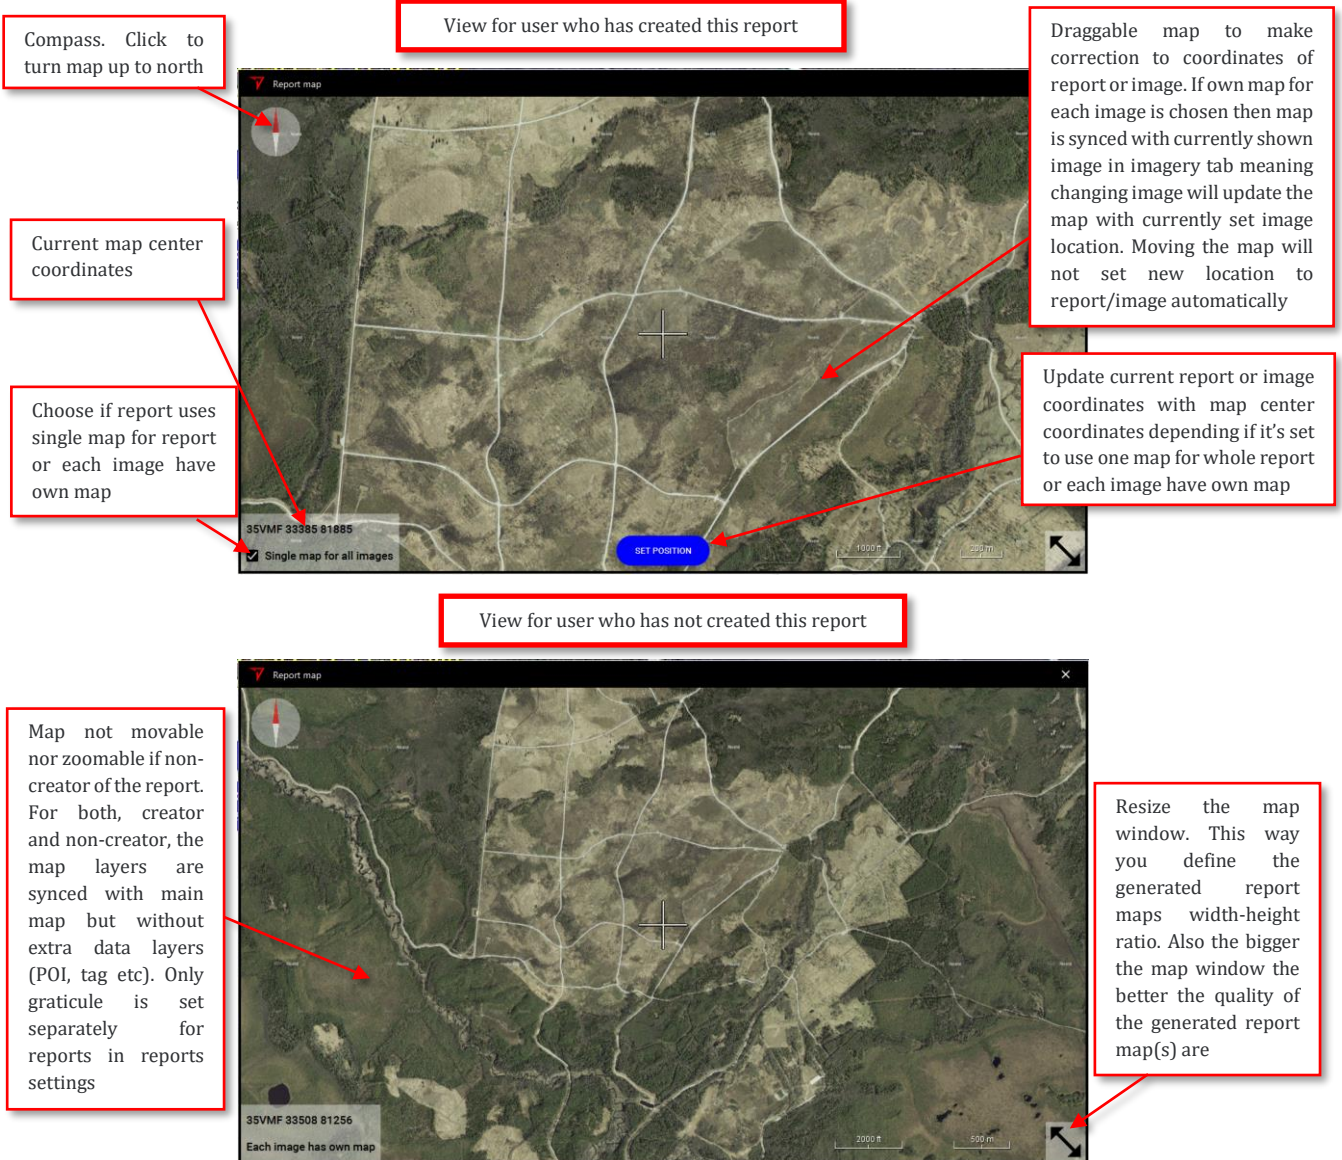 View for user who has created this report
Compass. Click to
turn map up to north
Draggable map to make
correction to coordinates of
report or image. If own map for
each image is chosen then map
is synced with currently shown
image in imagery tab meaning
changing image will update the
map with currently set image
location. Moving the map will
not set new location to
report/image automatically
Report map
Current map center
coordinates
Update current report or image
coordinates with map center
coordinates depending if it's set
to use one map for whole report
or each image have own map
Choose if report uses
single map for report
or each image have
own map
35VMF 33385 81885
Single map for all images
SET POSITION
1000 ft
200 m
View for user who has not created this report
Report map
Map not movable
nor zoomable if non-
creator of the report.
For both, creator
and non-creator, the
map layers are
synced with main
map but without
extra data layers
(POI, tag etc). Only
graticule is set
separately for
reports in reports
settings
Resize the map
window. This way
you define the
generated report
maps width-height
ratio. Also the bigger
the map window the
better the quality of
the generated report
map(s) are
35VMF 33508 81256
Each image has own map
2000 ft
500 m